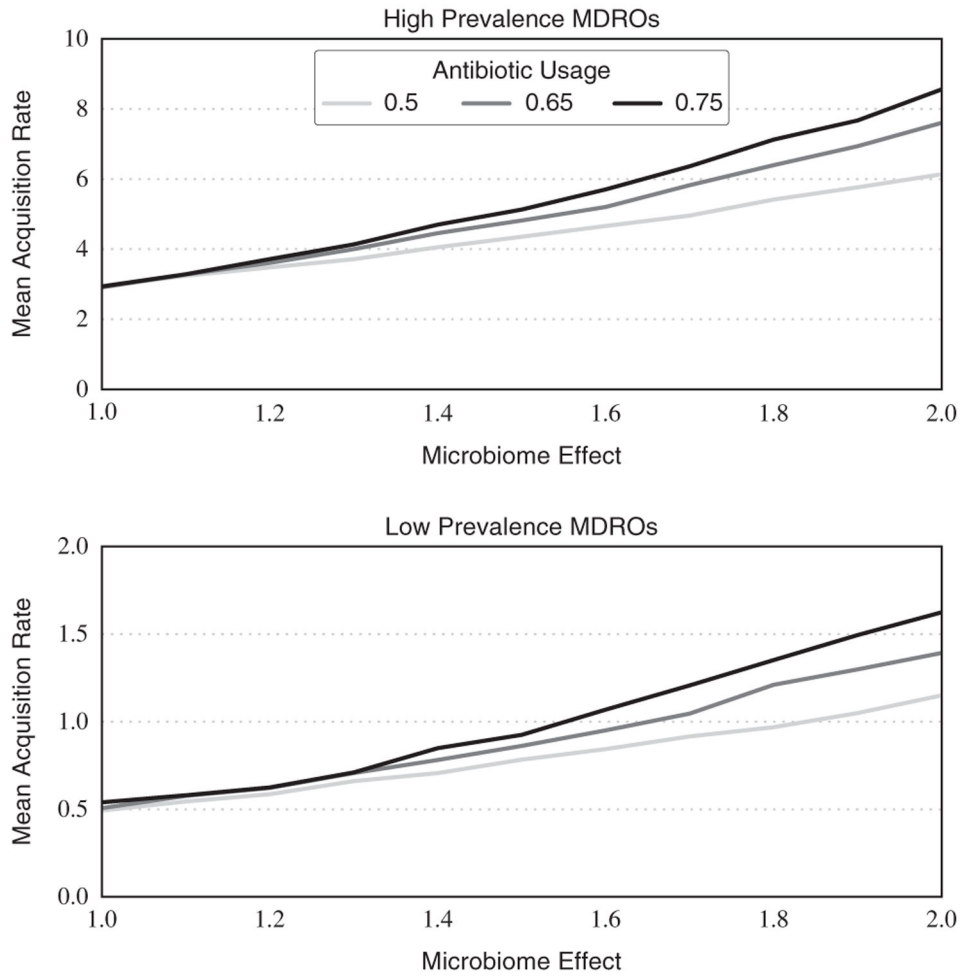 High Prevalence MDROs
10
Antibiotic Usage
0.5 0.65 0.75
8
6
4
2
0
Mean Acquisition Rate
1.0 1.2 1.4 1.6 1.8 2.0
Microbiome Effect
Low Prevalence MDROs
2.0
1.5
1.0
0.5
0.0
Mean Acquisition Rate
1.0 1.2 1.4 1.6 1.8 2.0
Microbiome Effect